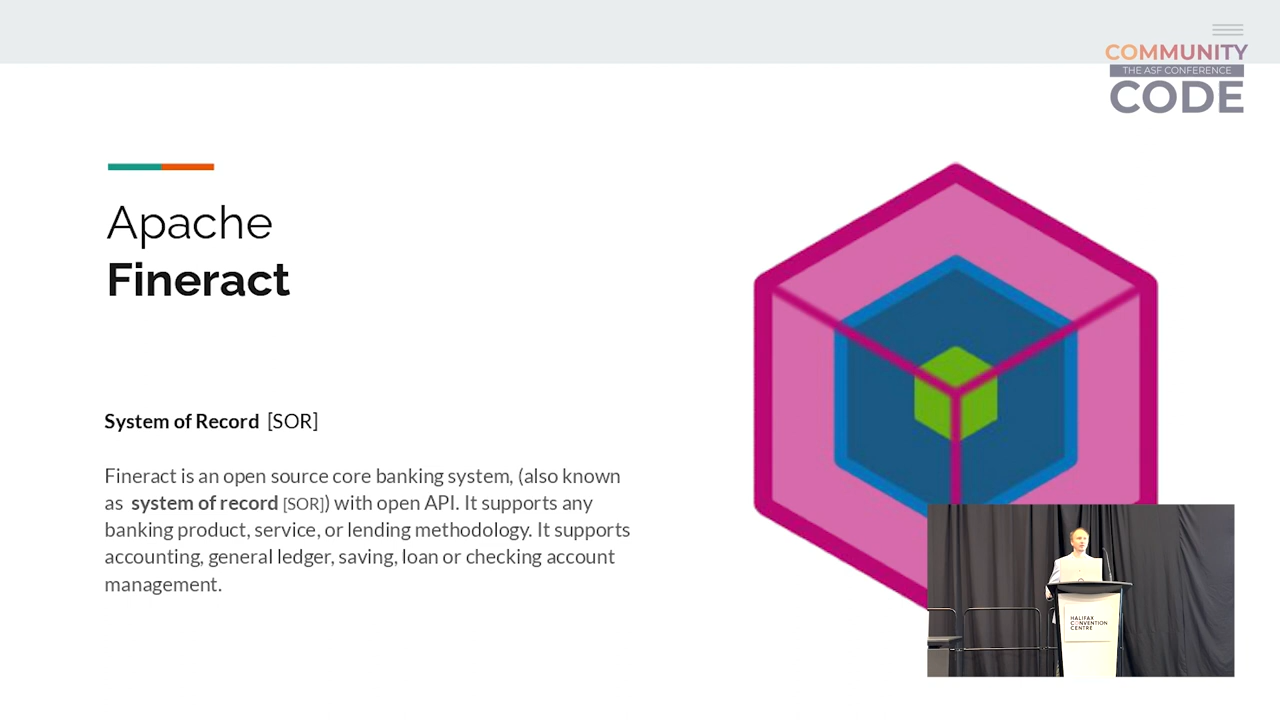 COMMUNITY
THE ASF CONFERENCE
CODE
Apache
Fineract
System of Record [SOR]
Fineract is an open source core banking system, (also known
as system of record [SOR]) with open API. It supports any
banking product, service, or lending methodology. It supports
accounting, general ledger, saving, loan or checking account
management.
HALIFAX
CONVENTION
CENTRE